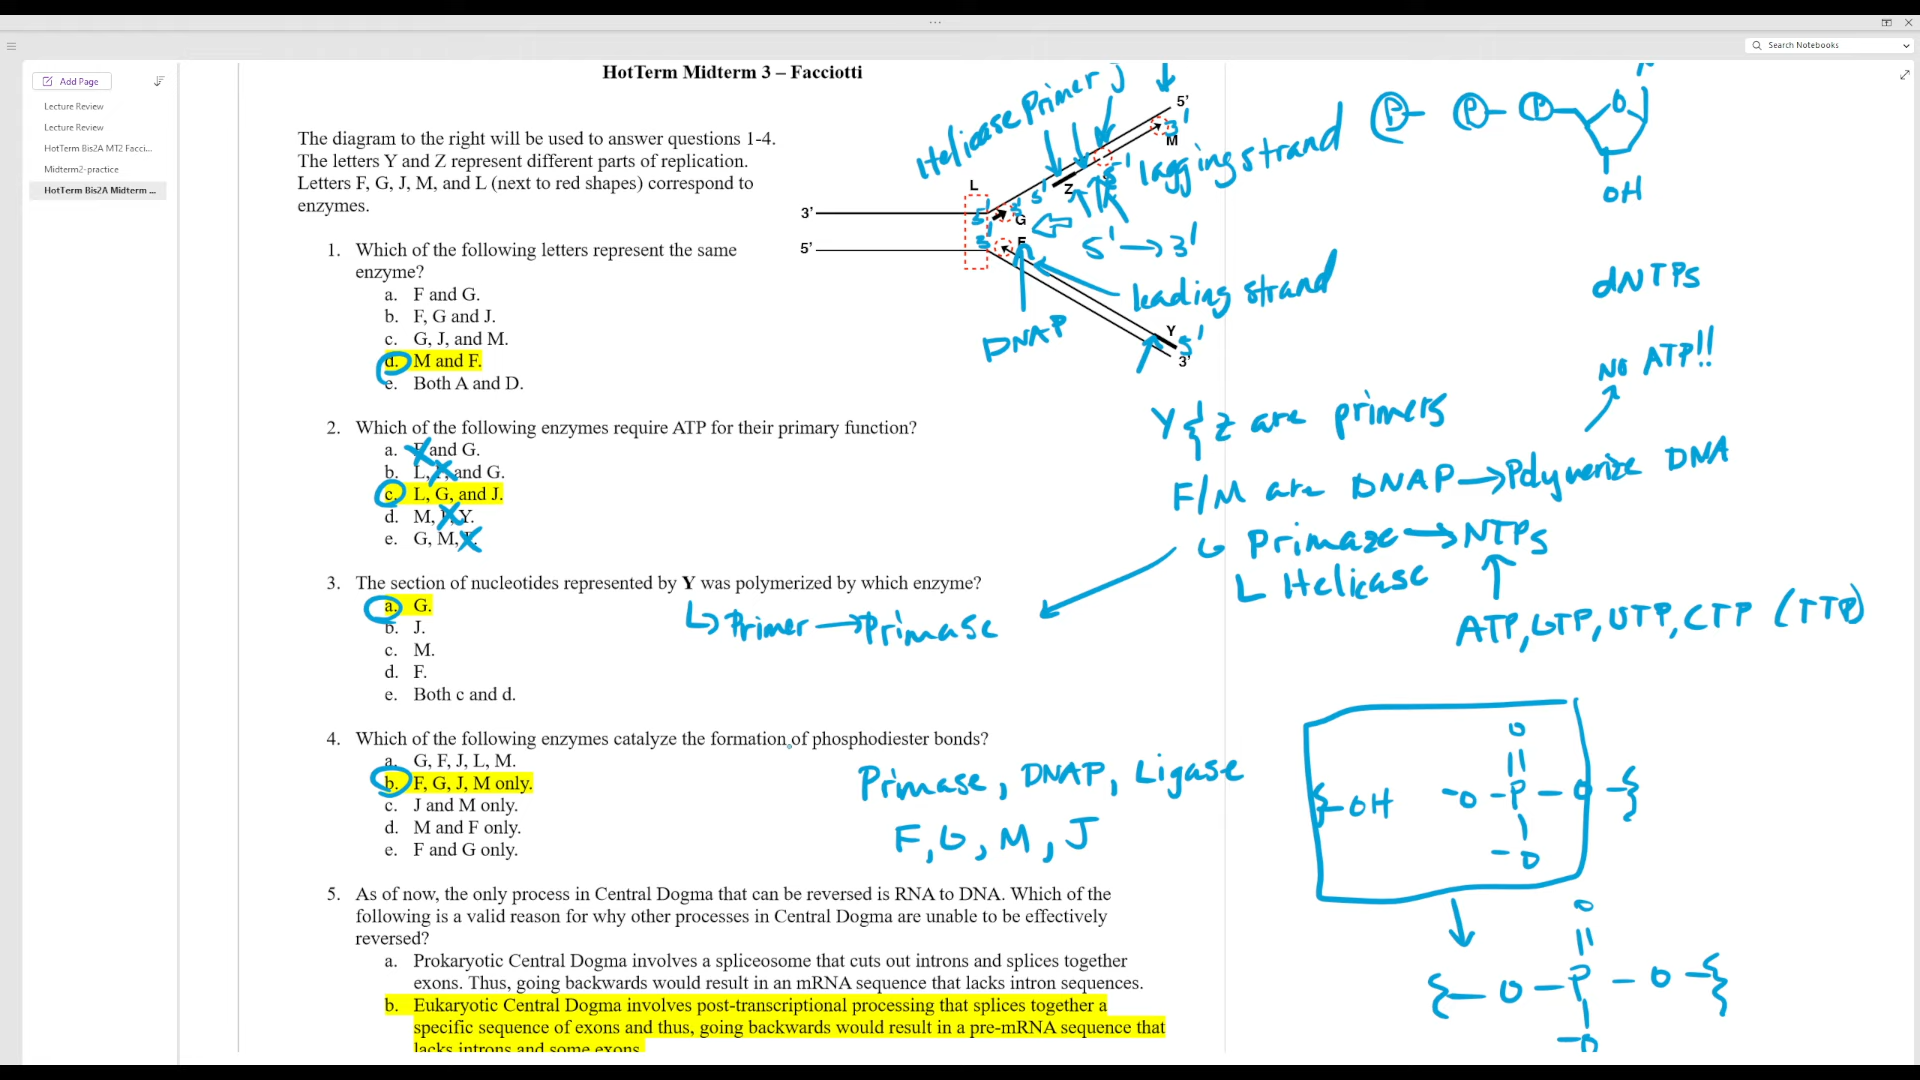 Search Notebooks
Add Page
Lecture Review
Lecture Review
HotTerm Bis2A MT2 Facci...
Midterm2-practice
HotTerm Bis2A Midterm ...
HotTerm Midterm 3 – Facciotti
The diagram to the right will be used to answer questions 1-4.
The letters Y and Z represent different parts of replication.
Letters F, G, J, M, and L (next to red shapes) correspond to
enzymes.
1. Which of the following letters represent the same
enzyme?
a. F and G.
b. F, G and J.
c. G, J, and M.
d. M and F.
e. Both A and D.
2. Which of the following enzymes require ATP for their primary function?
a. F and G.
b. L, F, and G.
c. L, G, and J.
d. M, Y.
e. G, M,
3. The section of nucleotides represented by Y was polymerized by which enzyme?
a. G.
b. J.
c. M.
d. F.
e. Both c and d.
↳ Primer → Primase
4. Which of the following enzymes catalyze the formation of phosphodiester bonds?
a. G, F, J, L, M.
b. F, G, J, M only.
c. J and M only.
d. M and F only.
e. F and G only.
Primase, DNAP, Ligase
F, G, M, J
5. As of now, the only process in Central Dogma that can be reversed is RNA to DNA. Which of the
following is a valid reason for why other processes in Central Dogma are unable to be effectively
reversed?
a. Prokaryotic Central Dogma involves a spliceosome that cuts out introns and splices together
exons. Thus, going backwards would result in an mRNA sequence that lacks intron sequences.
b. Eukaryotic Central Dogma involves post-transcriptional processing that splices together a
specific sequence of exons and thus, going backwards would result in a pre-mRNA sequence that
lacks introns and some exons.
Helicase Primer J
5'
3'
M
lagging strand
L
Z
5'
5'
3'
5'
3'
G
3'
F
5'
5' → 3'
leading strand
DNAP
Y
5'
3'
P - P - P
O
OH
dNTPs
No ATP!!
Y & Z are primers
F/M are DNAP → Polymerize DNA
G Primase → NTPs
L Helicase
ATP, GTP, UTP, CTP (TTP)
O
OH -O - P - O
-O
O
O - P - O
-O